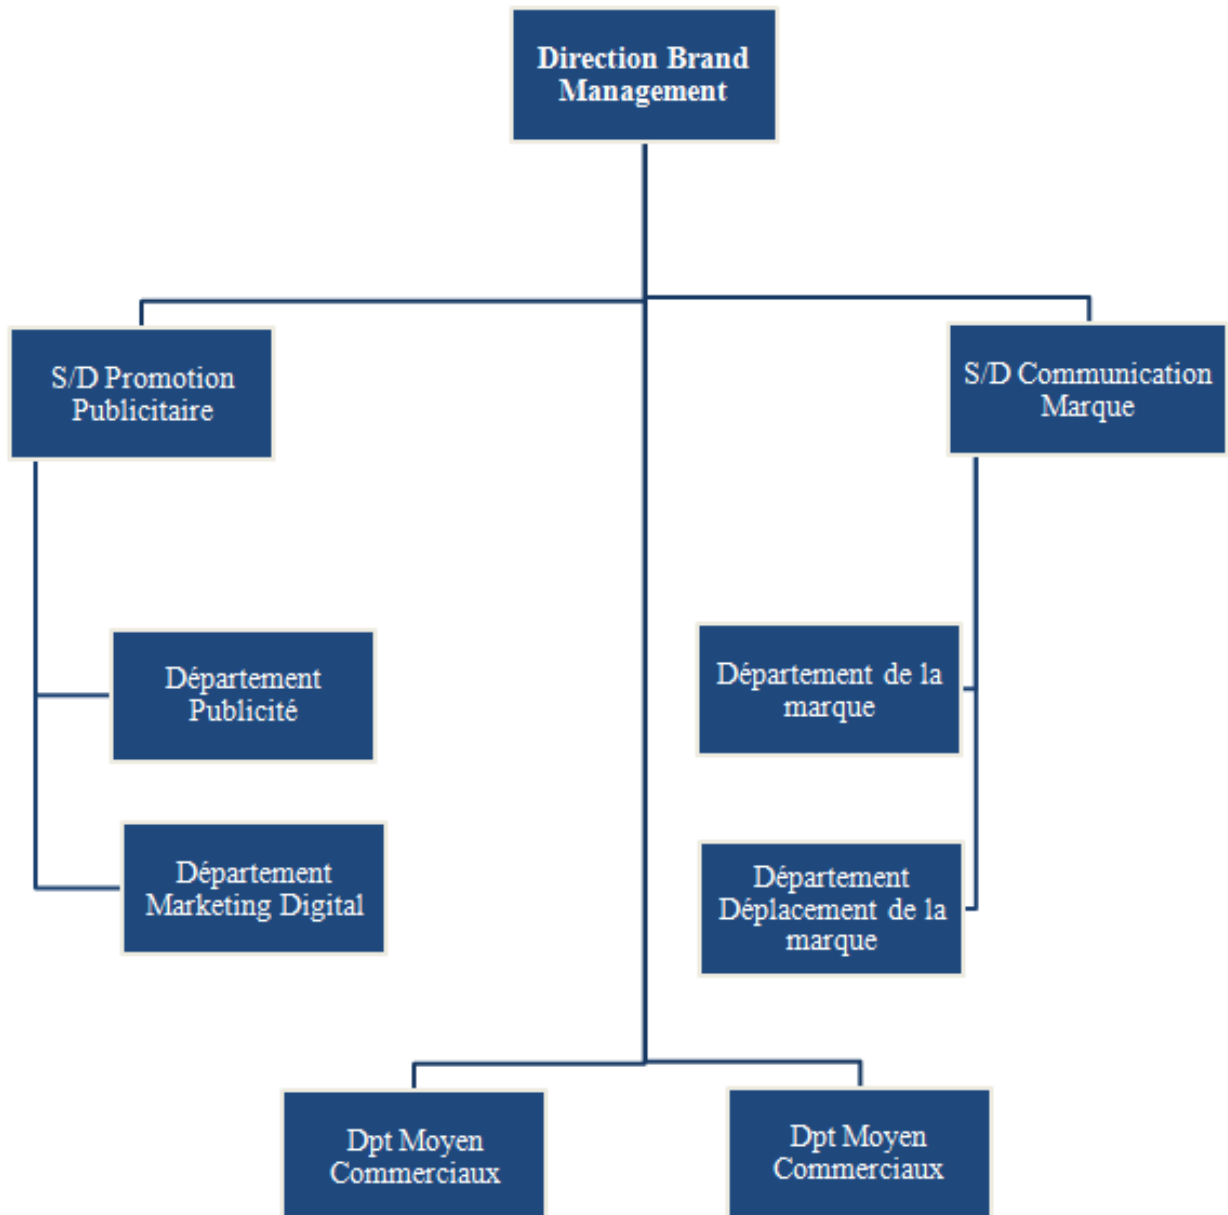 Direction Brand
Management
S/D Promotion
Publicitaire
S/D Communication
Marque
Département
Publicité
Département de la
marque
Département
Marketing Digital
Département
Déplacement de la
marque
Dpt Moyen
Commerciaux
Dpt Moyen
Commerciaux